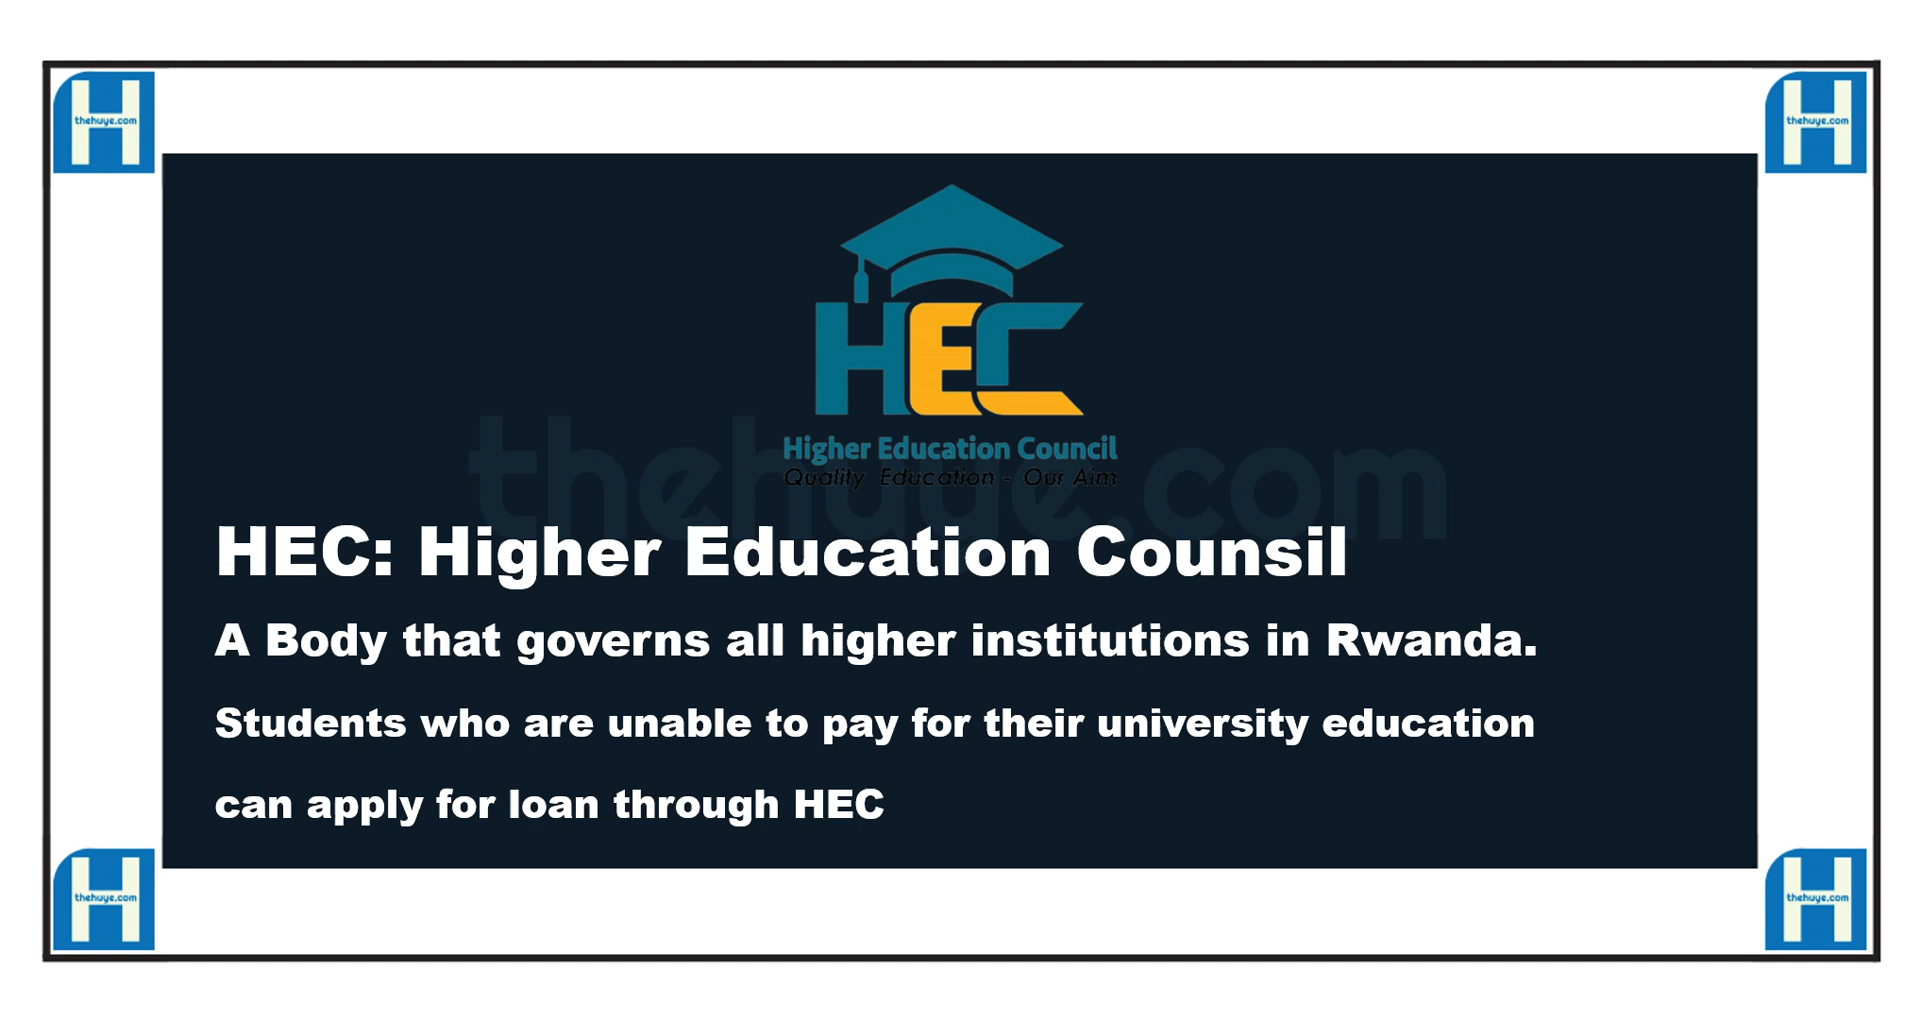 thehuye.com
thehuye.com
HEC
Higher Education Council
Quality Education - Our Aim
thehuye.com
HEC: Higher Education Counsil
A Body that governs all higher institutions in Rwanda.
Students who are unable to pay for their university education
can apply for loan through HEC
thehuye.com
thehuye.com